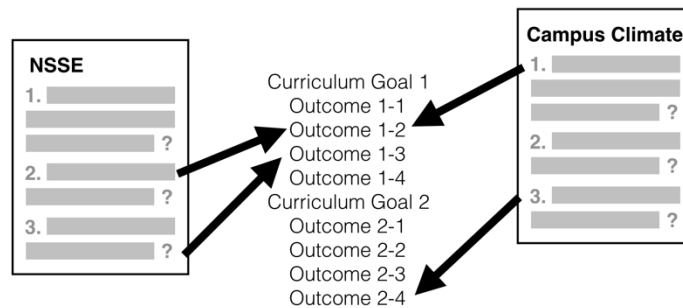 NSSE
1.
?
2.
?
3.
?
Curriculum Goal 1
Outcome 1-1
Outcome 1-2
Outcome 1-3
Outcome 1-4
Curriculum Goal 2
Outcome 2-1
Outcome 2-2
Outcome 2-3
Outcome 2-4
Campus Climate
1.
?
2.
?
3.
?